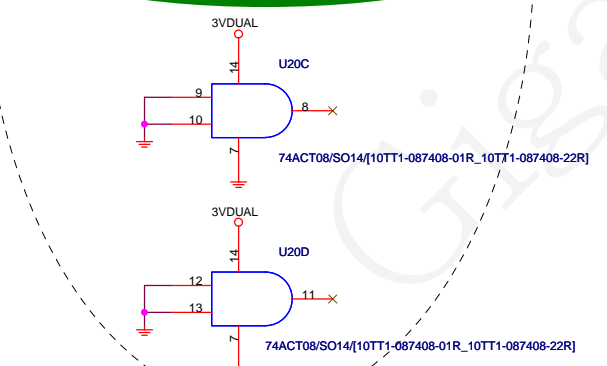 3VDUAL
14
U20C
9
10
8
7
74ACT08/SO14/[10TT1-087408-01R_10TT1-087408-22R]
3VDUAL
14
U20D
12
13
11
7
74ACT08/SO14/[10TT1-087408-01R_10TT1-087408-22R]
Giga